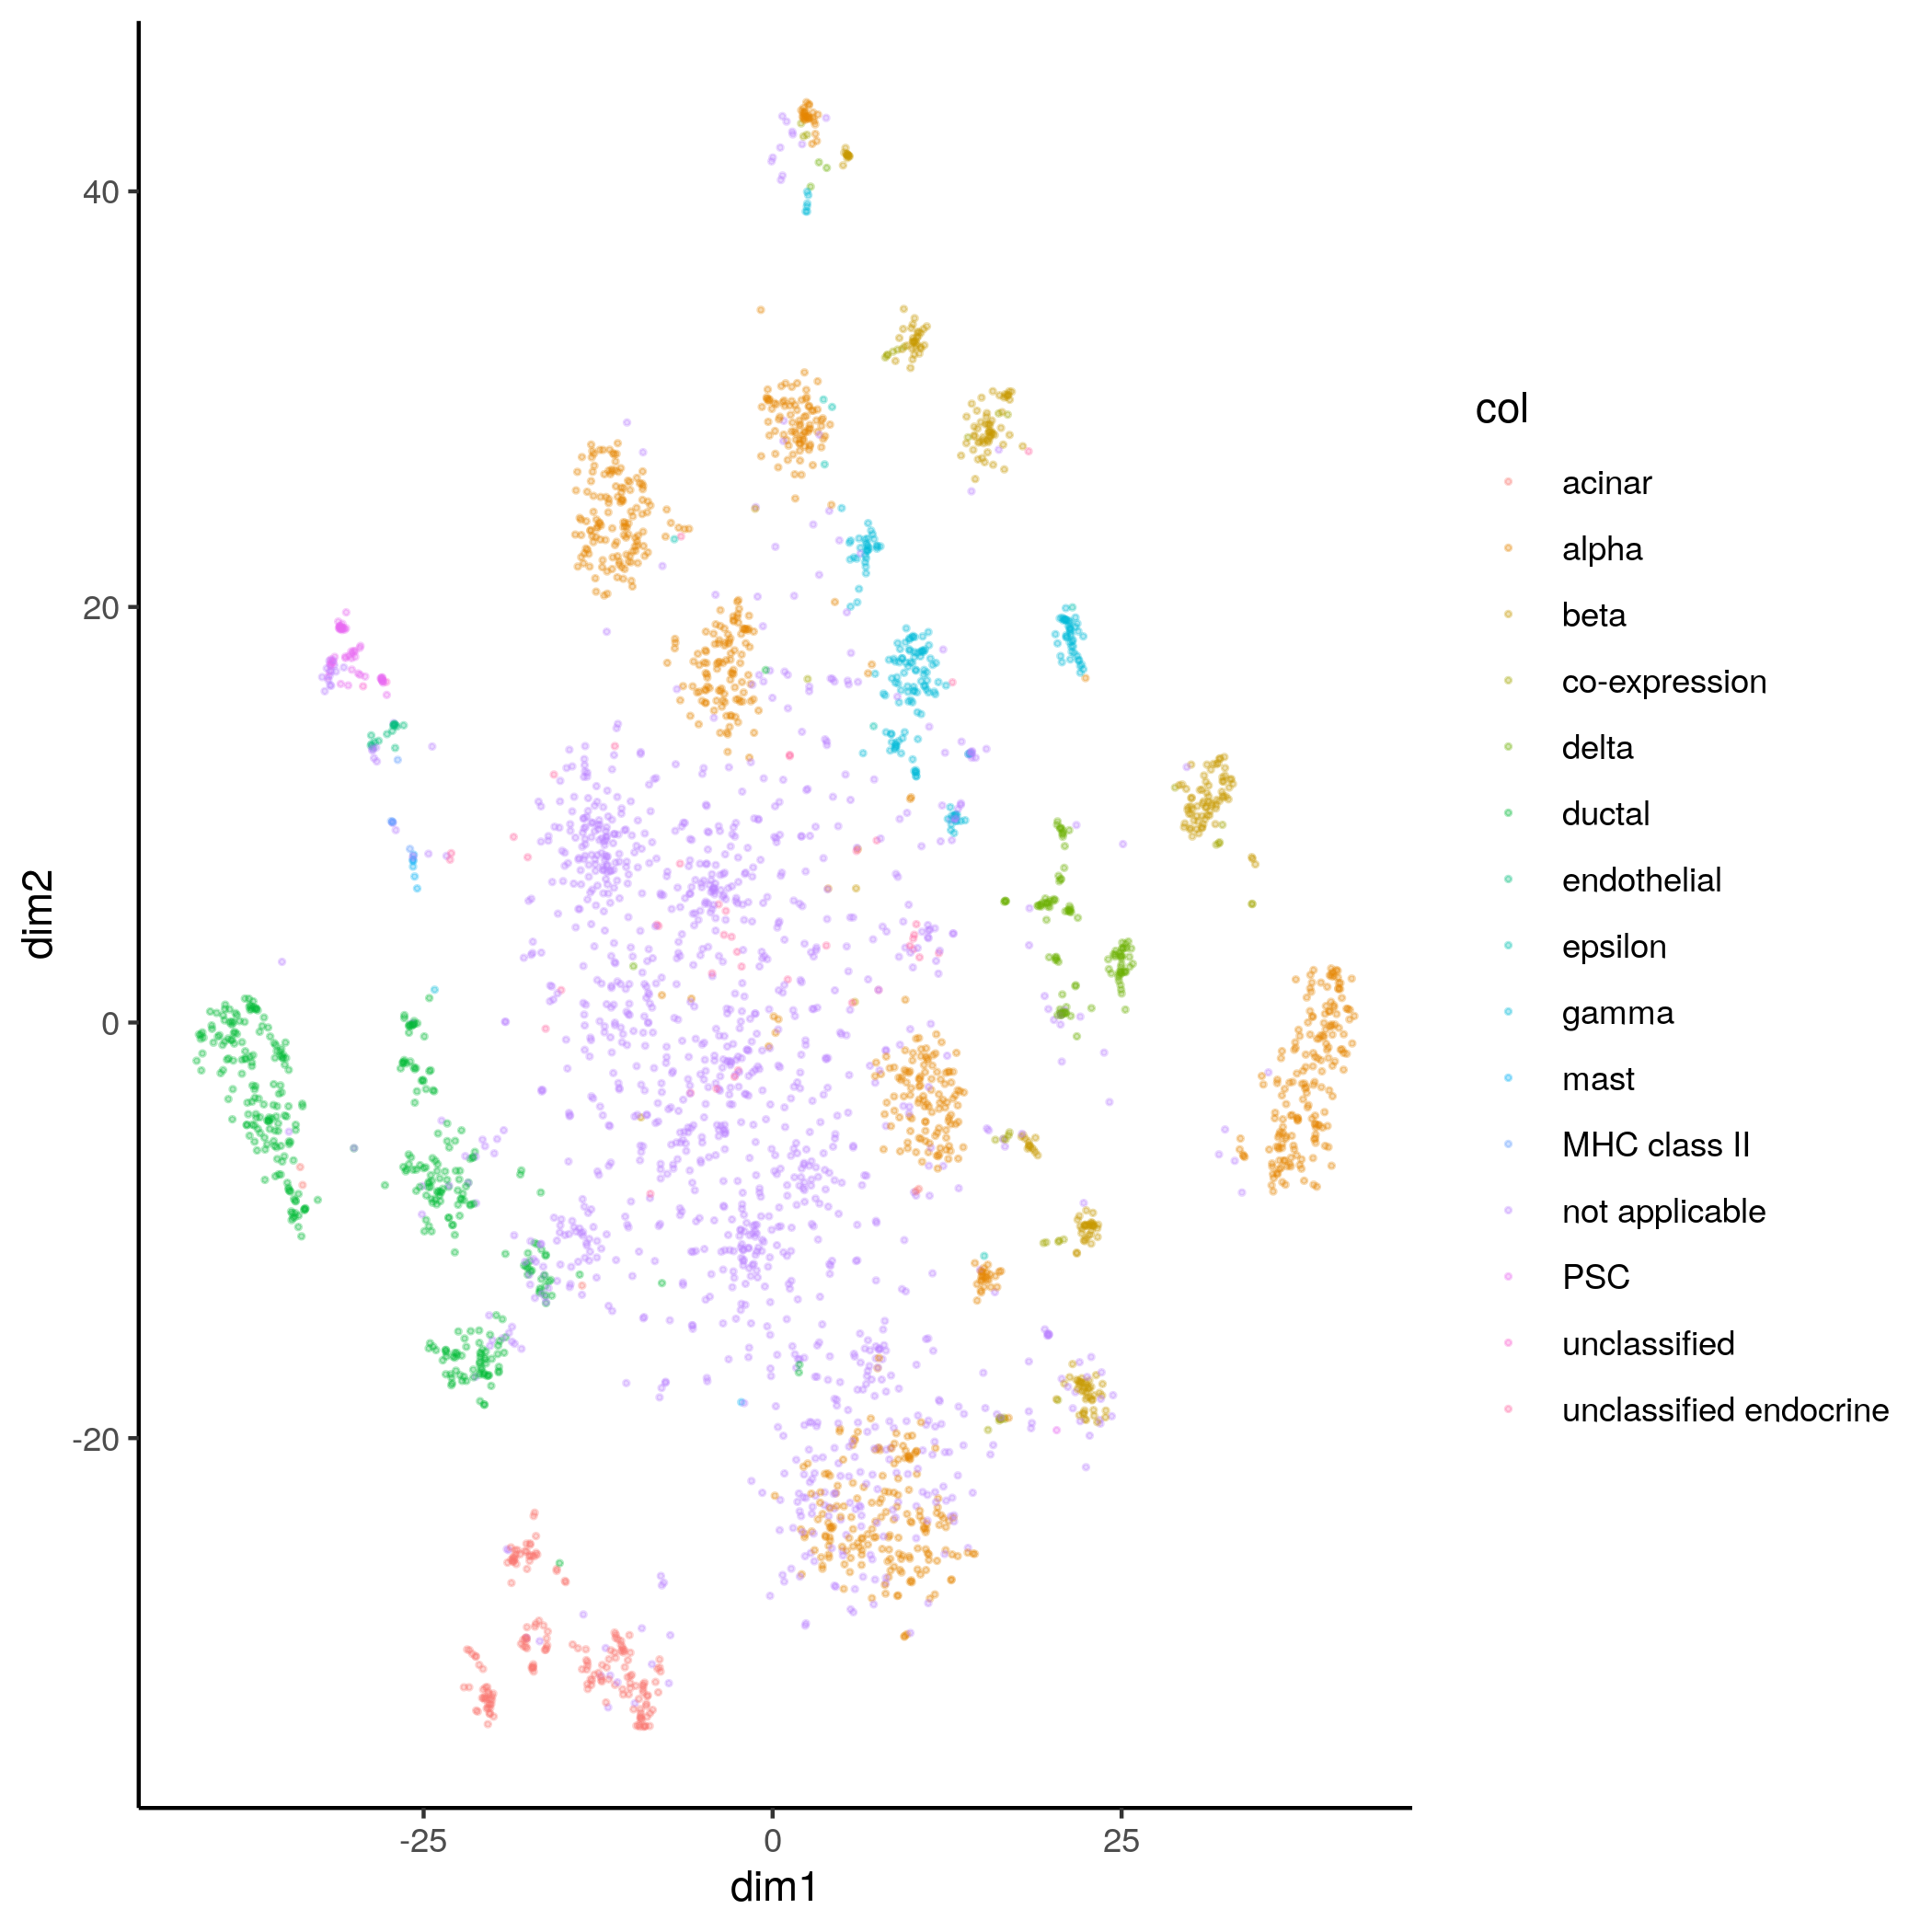 40
20
0
-20
dim2
-25
0
25
dim1
col
acinar
alpha
beta
co-expression
delta
ductal
endothelial
epsilon
gamma
mast
MHC class II
not applicable
PSC
unclassified
unclassified endocrine